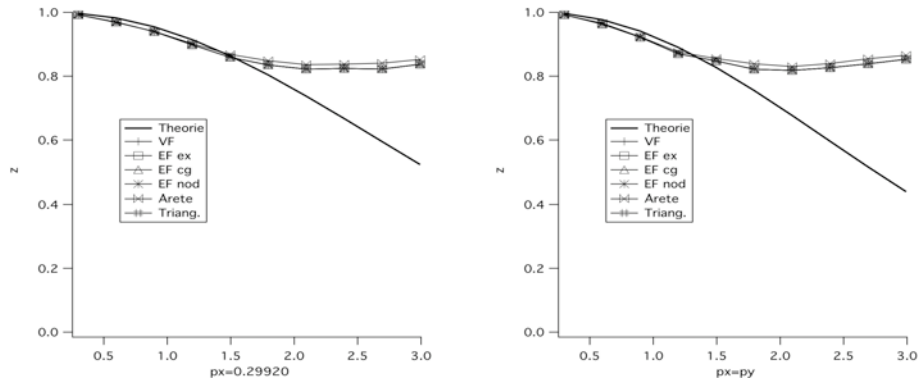 1.0
0.8
0.6
0.4
0.2
0.0
z
Theorie
VF
EF ex
EF cg
EF nod
Arete
Triang.
0.5 1.0 1.5 2.0 2.5 3.0
px=0.29920
1.0
0.8
0.6
0.4
0.2
0.0
z
Theorie
VF
EF ex
EF cg
EF nod
Arete
Triang.
0.5 1.0 1.5 2.0 2.5 3.0
px=py